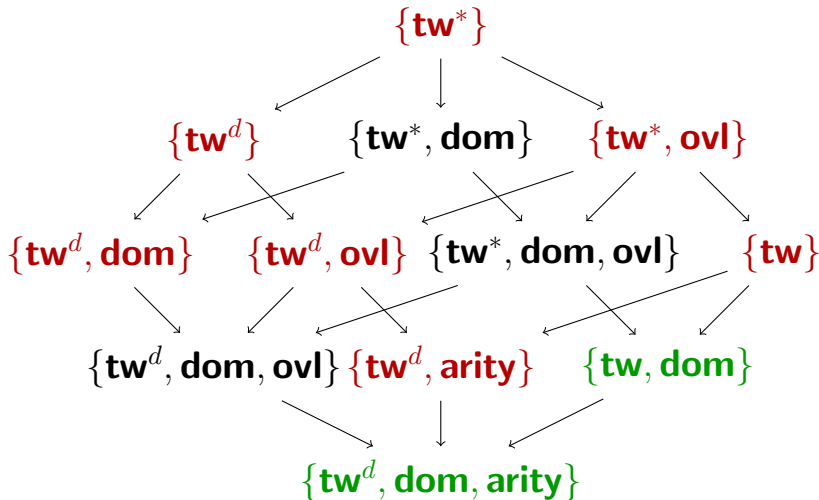 {tw*}
{tw^d} {tw*, dom} {tw*, ovl}
{tw^d, dom} {tw^d, ovl} {tw*, dom, ovl} {tw}
{tw^d, dom, ovl} {tw^d, arity} {tw, dom}
{tw^d, dom, arity}